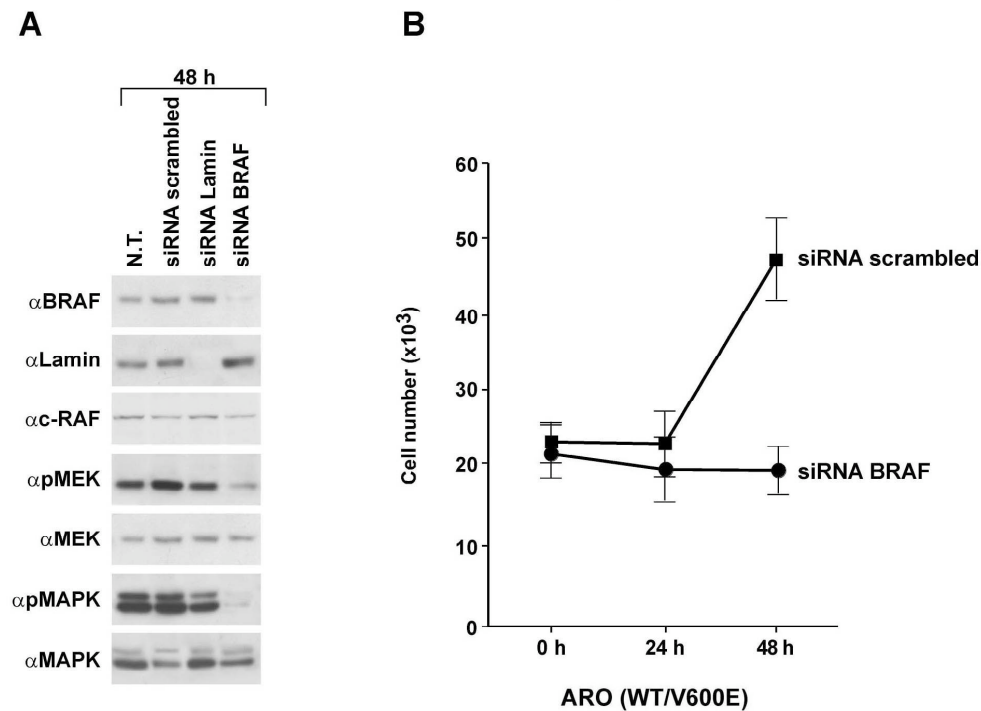 A
48 h
N.T.
siRNA scrambled
siRNA Lamin
siRNA BRAF
αBRAF
αLamin
αc-RAF
αpMEK
αMEK
αpMAPK
αMAPK
B
Cell number (x10³)
60
50
40
30
20
10
0
siRNA scrambled
siRNA BRAF
0 h 24 h 48 h
ARO (WT/V600E)